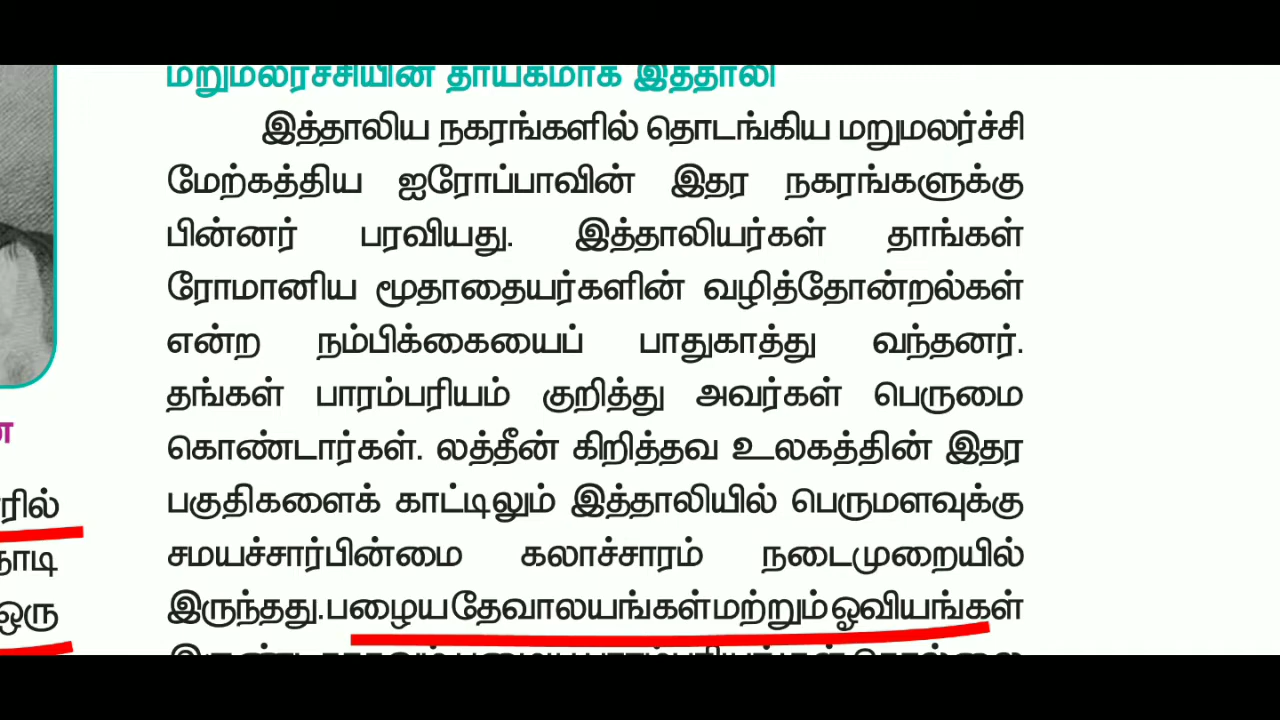 மறுமலர்ச்சியின் தாயகமாக இத்தாலி
இத்தாலிய நகரங்களில் தொடங்கிய மறுமலர்ச்சி
மேற்கத்திய ஐரோப்பாவின் இதர நகரங்களுக்கு
பின்னர் பரவியது. இத்தாலியர்கள் தாங்கள்
ரோமானிய மூதாதையர்களின் வழித்தோன்றல்கள்
என்ற நம்பிக்கையைப் பாதுகாத்து வந்தனர்.
தங்கள் பாரம்பரியம் குறித்து அவர்கள் பெருமை
கொண்டார்கள். லத்தீன் கிறித்தவ உலகத்தின் இதர
பகுதிகளைக் காட்டிலும் இத்தாலியில் பெருமளவுக்கு
சமயச்சார்பின்மை கலாச்சாரம் நடைமுறையில்
இருந்தது. பழைய தேவாலயங்கள் மற்றும் ஓவியங்கள்
ரில்
நாடி
ஒரு